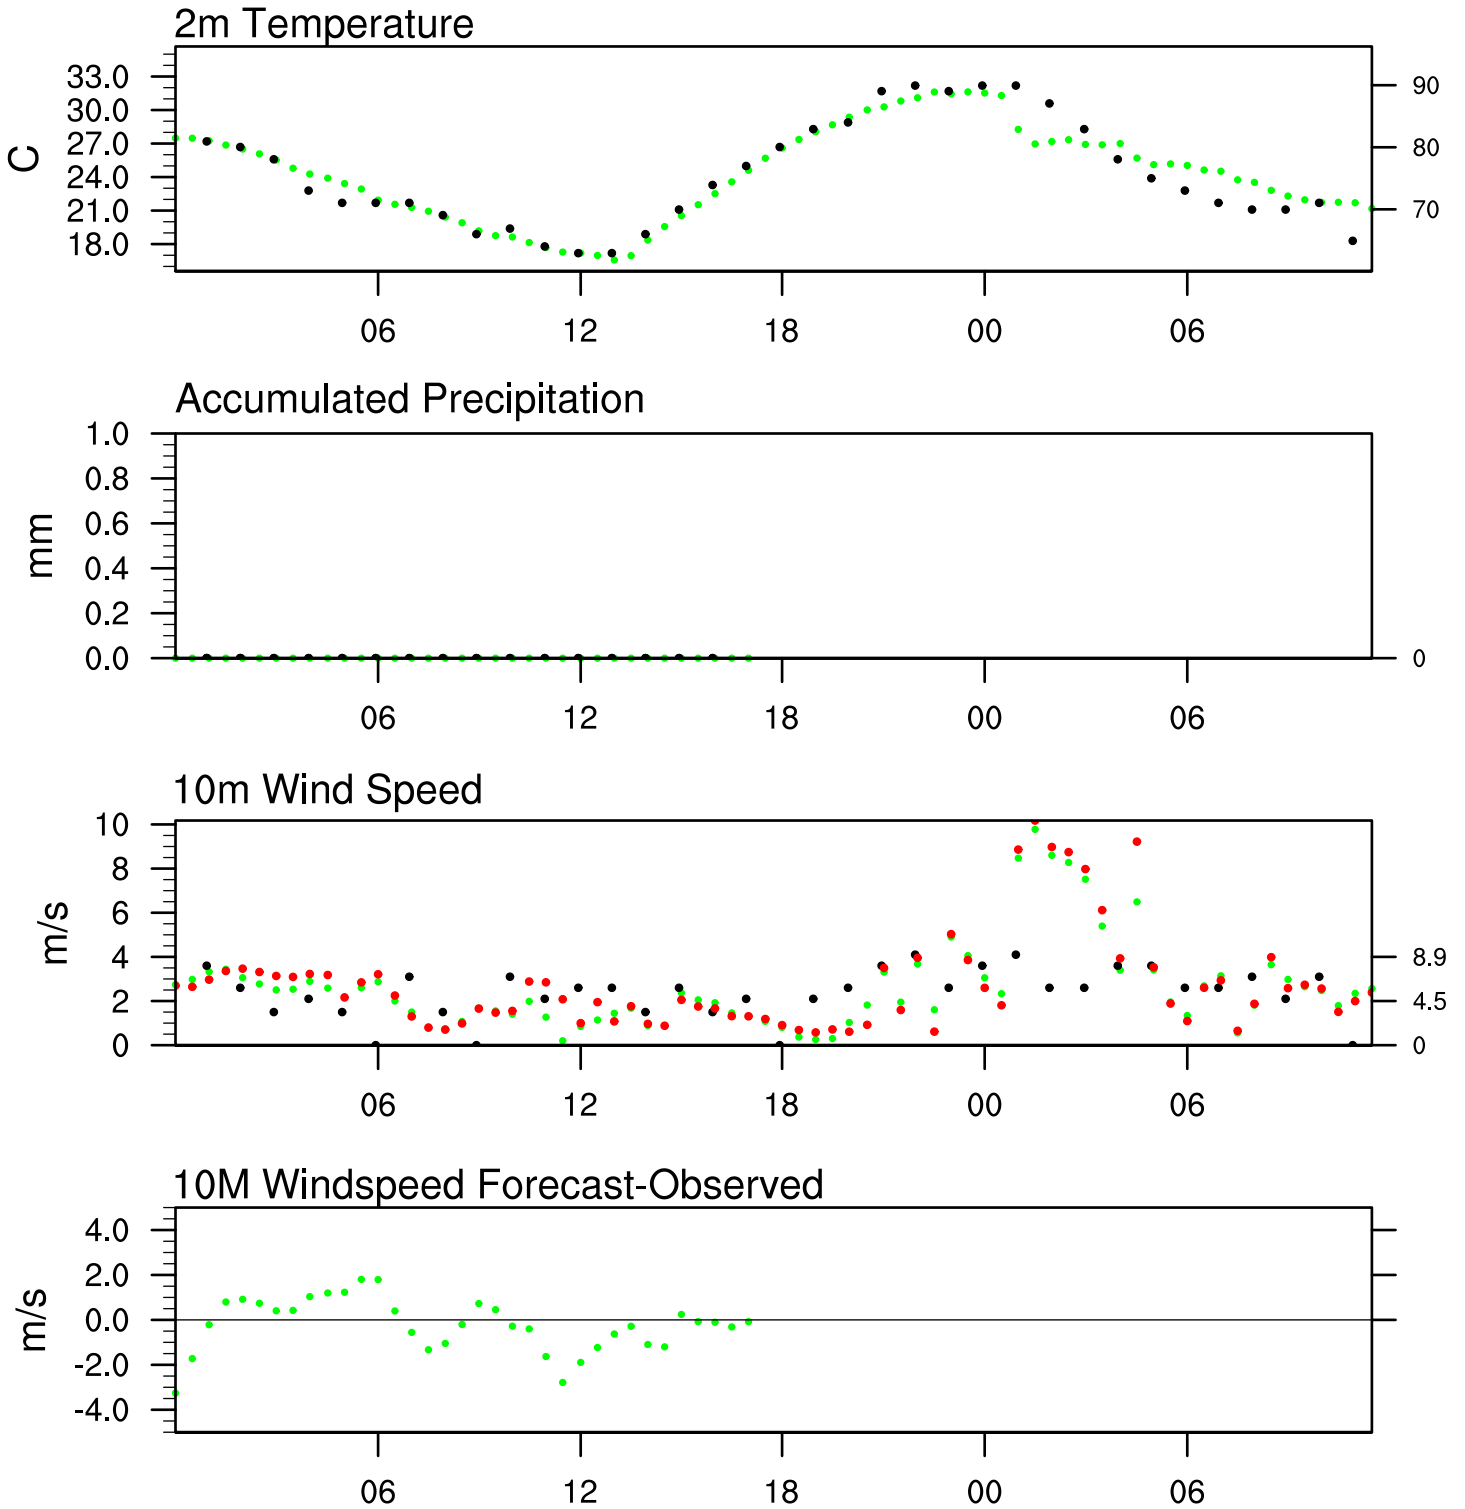 2m Temperature
33.0
30.0
27.0
24.0
21.0
18.0
C
90
80
70
06 12 18 00 06
Accumulated Precipitation
1.0
0.8
0.6
0.4
0.2
0.0
mm
0
06 12 18 00 06
10m Wind Speed
10
8
6
4
2
0
m/s
8.9
4.5
0
06 12 18 00 06
10M Windspeed Forecast-Observed
4.0
2.0
0.0
-2.0
-4.0
m/s
06 12 18 00 06